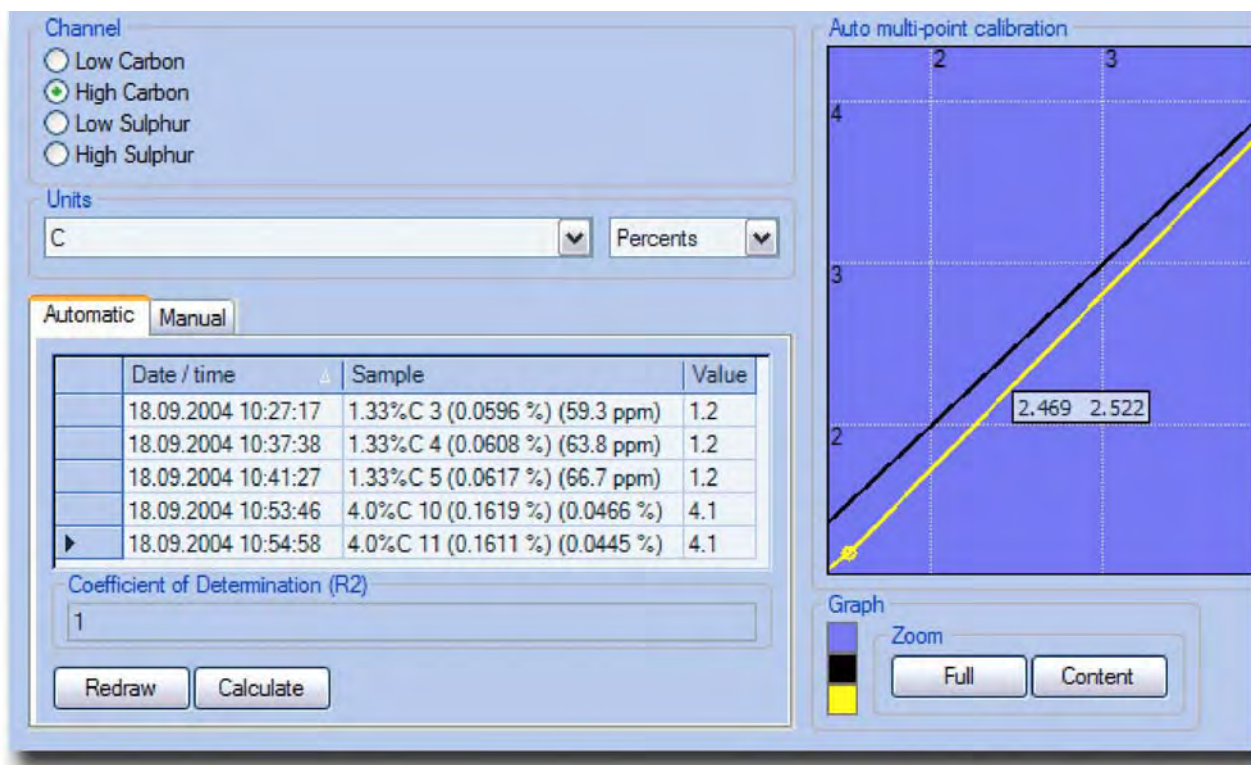 Channel
Low Carbon
High Carbon
Low Sulphur
High Sulphur
Units
C Percents
Automatic Manual
Date / time Sample Value
18.09.2004 10:27:17 1.33%C 3 (0.0596 %) (59.3 ppm) 1.2
18.09.2004 10:37:38 1.33%C 4 (0.0608 %) (63.8 ppm) 1.2
18.09.2004 10:41:27 1.33%C 5 (0.0617 %) (66.7 ppm) 1.2
18.09.2004 10:53:46 4.0%C 10 (0.1619 %) (0.0466 %) 4.1
18.09.2004 10:54:58 4.0%C 11 (0.1611 %) (0.0445 %) 4.1
Coefficient of Determination (R2)
1
Redraw Calculate
Auto multi-point calibration
2 3
4
3
2.469 2.522
2
Graph
Zoom
Full Content